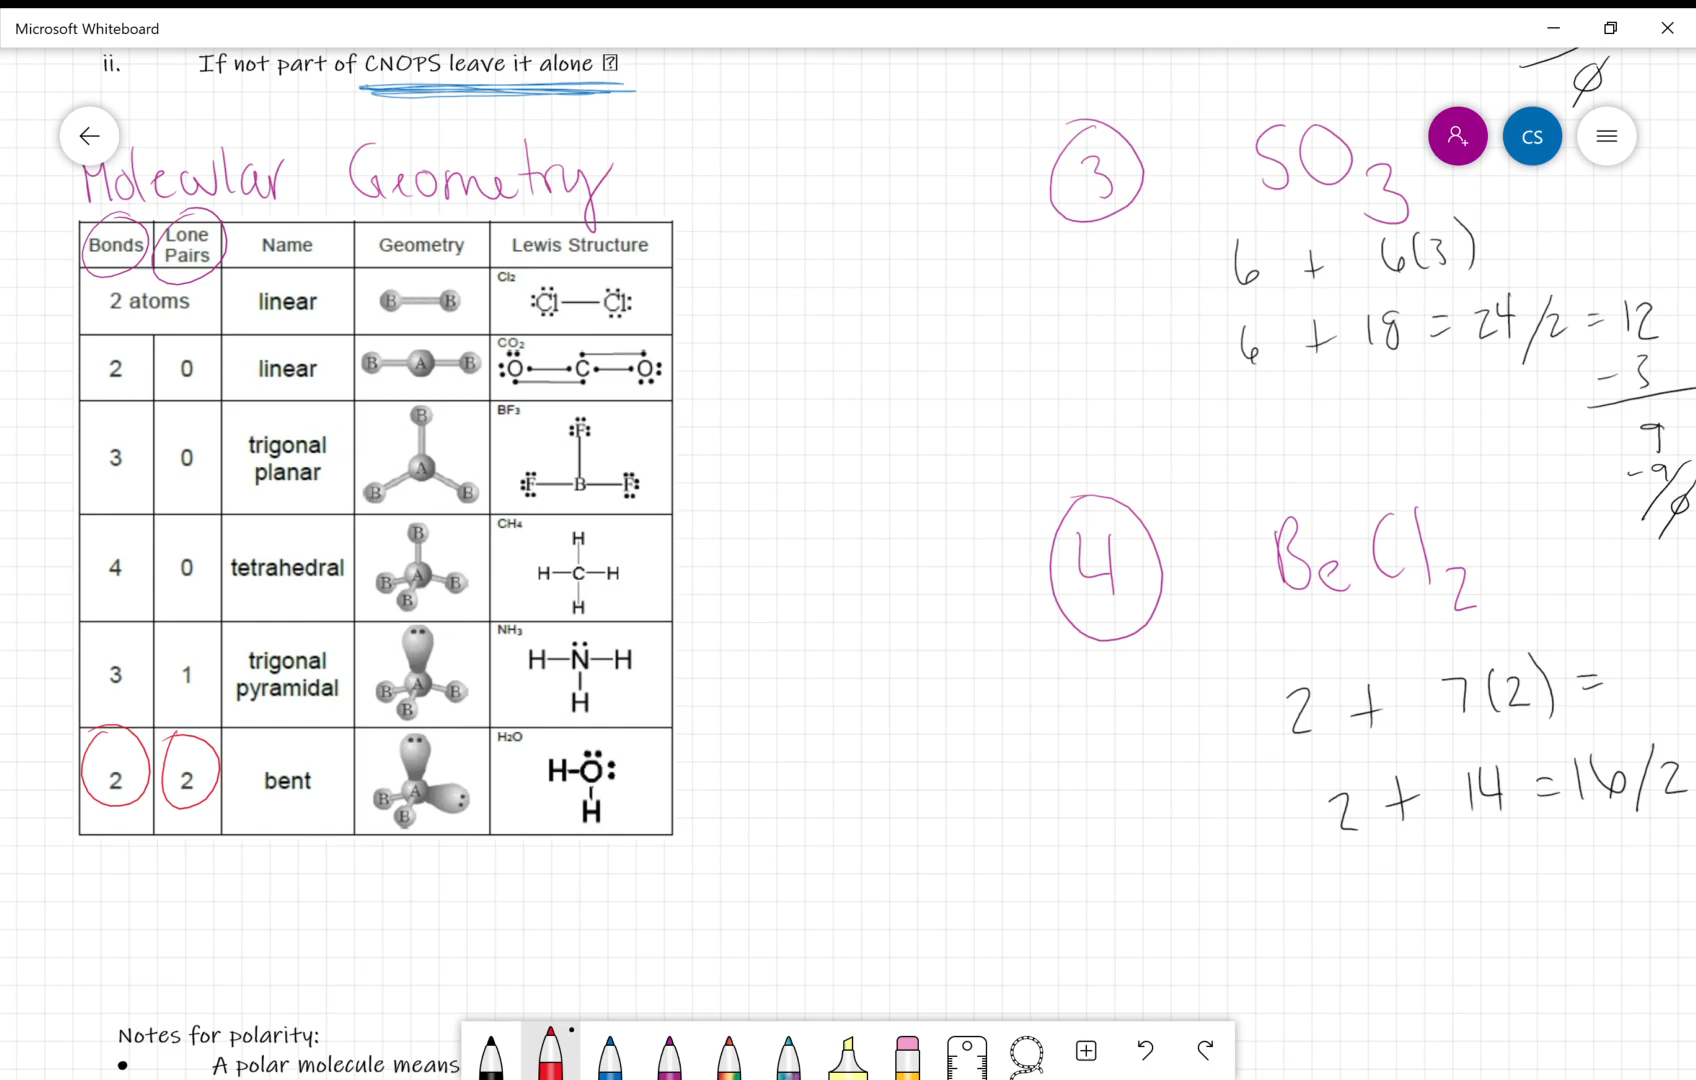 Microsoft Whiteboard
ii. If not part of CNOPS leave it alone
Molecular Geometry
Bonds Lone Pairs Name Geometry Lewis Structure
2 atoms linear B B Cl2 :Cl—Cl:
2 0 linear B A B CO2 :O C O:
3 0 trigonal planar B A B B BF3 :F: :F—B—F:
4 0 tetrahedral B A B B B CH4 H H—C—H H
3 1 trigonal pyramidal B A B B NH3 H—N—H H
2 2 bent B A B H2O H-O: H
Notes for polarity:
• A polar molecule means
∅
CS
3 SO3
6 + 6(3)
6 + 18 = 24/2 = 12
- 3
9
- 9
∅
4 BeCl2
2 + 7(2) =
2 + 14 = 16/2